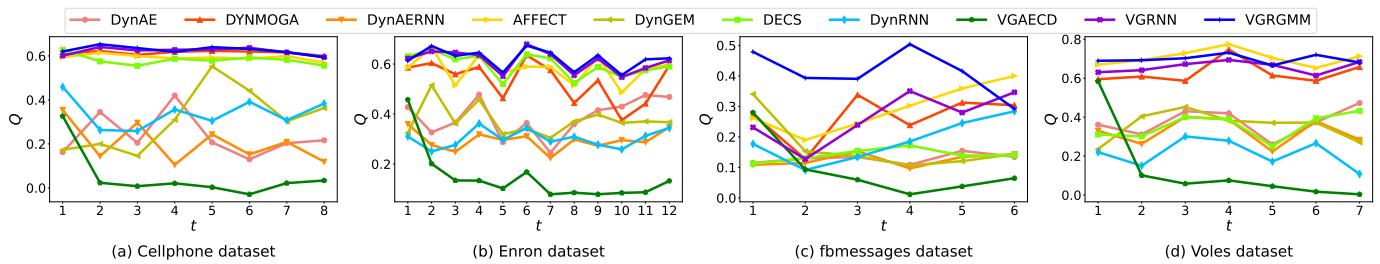 DynAE DYNMOGA DynAERNN AFFECT DynGEM DECS DynRNN VGAECD VGRNN VGRGMM
Q
0.6
0.4
0.2
0.0
1 2 3 4 5 6 7 8
t
(a) Cellphone dataset
Q
0.6
0.4
0.2
1 2 3 4 5 6 7 8 9 10 11 12
t
(b) Enron dataset
Q
0.5
0.4
0.3
0.2
0.1
0.0
1 2 3 4 5 6
t
(c) fbmessages dataset
Q
0.8
0.6
0.4
0.2
0.0
1 2 3 4 5 6 7
t
(d) Voles dataset